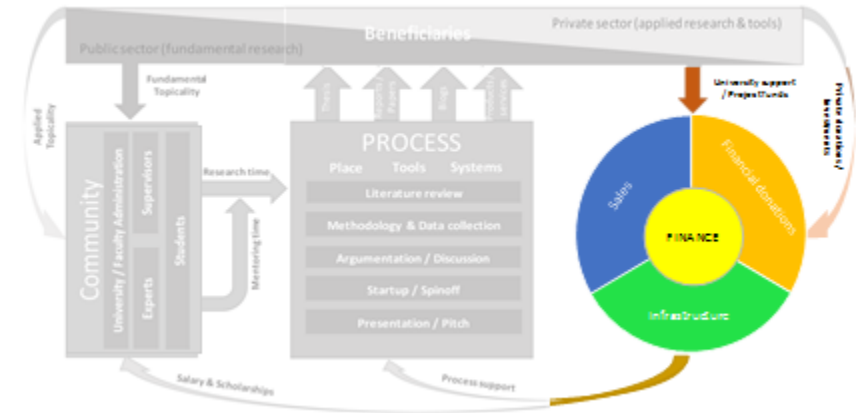 Beneficiaries
Private sector (applied research & tools)
Public sector (fundamental research)
Fundamental
Topicality
University support
/ Project funds
Applied
Topicality
Private donations /
Investments
Thesis
Papers
Blogs
services
PROCESS
Place Tools Systems
Literature review
Methodology & Data collection
Argumentation / Discussion
Startup / Spinoff
Presentation / Pitch
Community
University / Faculty Administration
Supervisors
Experts
Students
Research time
Mentoring time
Sales
Financial donations
FINANCE
Infrastructure
Salary & Scholarships
Process support